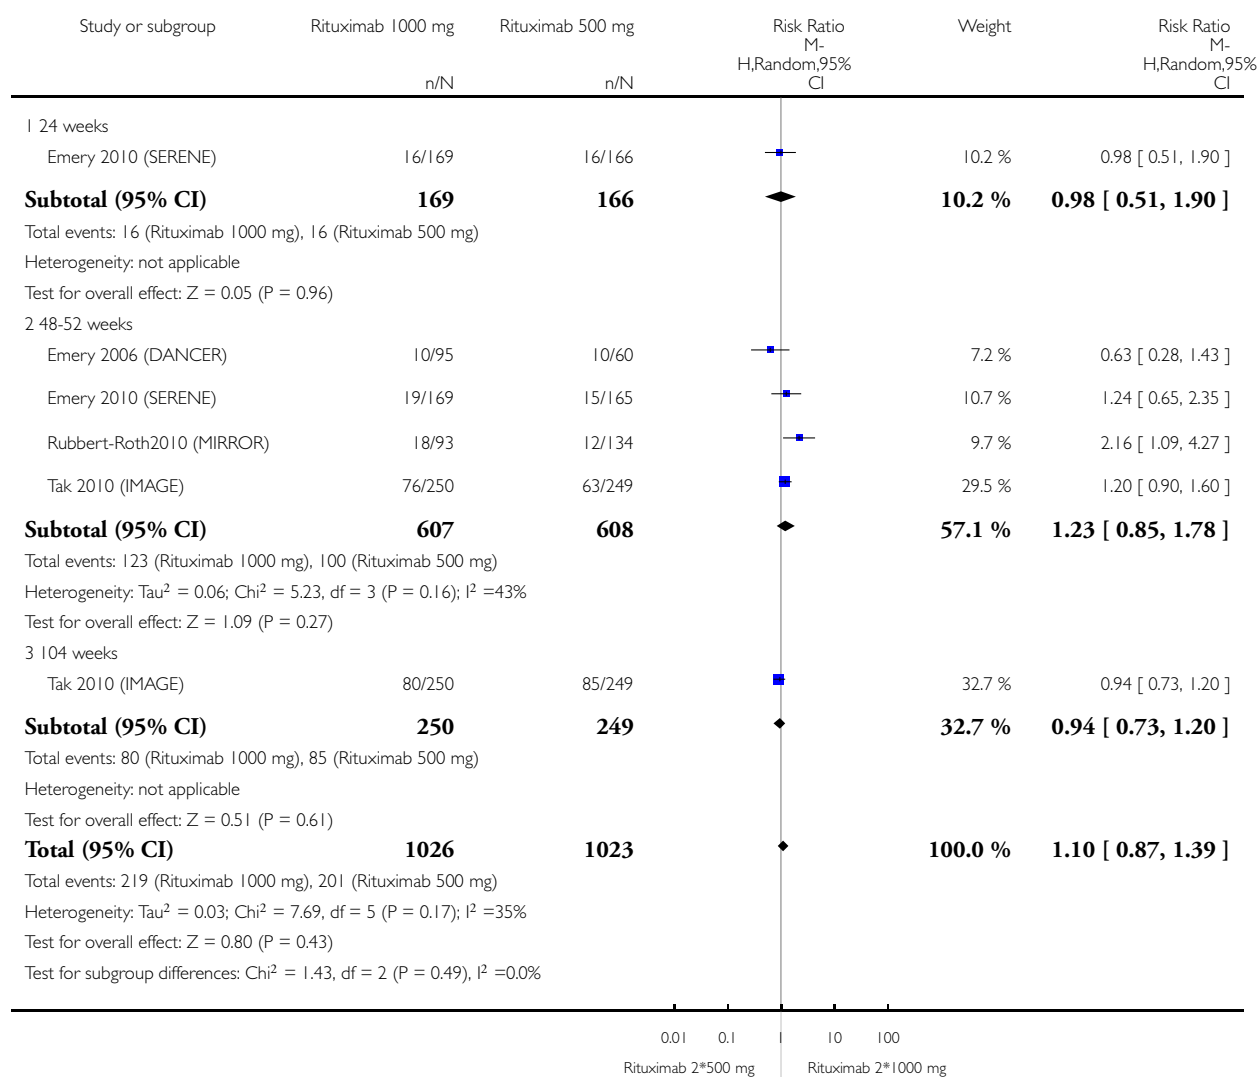 Study or subgroup Rituximab 1000 mg Rituximab 500 mg Risk Ratio Weight Risk Ratio
M-H,Random,95% CI M-H,Random,95% CI
n/N n/N
1 24 weeks
Emery 2010 (SERENE) 16/169 16/166 10.2 % 0.98 [ 0.51, 1.90 ]
Subtotal (95% CI) 169 166 10.2 % 0.98 [ 0.51, 1.90 ]
Total events: 16 (Rituximab 1000 mg), 16 (Rituximab 500 mg)
Heterogeneity: not applicable
Test for overall effect: Z = 0.05 (P = 0.96)
2 48-52 weeks
Emery 2006 (DANCER) 10/95 10/60 7.2 % 0.63 [ 0.28, 1.43 ]
Emery 2010 (SERENE) 19/169 15/165 10.7 % 1.24 [ 0.65, 2.35 ]
Rubbert-Roth2010 (MIRROR) 18/93 12/134 9.7 % 2.16 [ 1.09, 4.27 ]
Tak 2010 (IMAGE) 76/250 63/249 29.5 % 1.20 [ 0.90, 1.60 ]
Subtotal (95% CI) 607 608 57.1 % 1.23 [ 0.85, 1.78 ]
Total events: 123 (Rituximab 1000 mg), 100 (Rituximab 500 mg)
Heterogeneity: Tau² = 0.06; Chi² = 5.23, df = 3 (P = 0.16); I² =43%
Test for overall effect: Z = 1.09 (P = 0.27)
3 104 weeks
Tak 2010 (IMAGE) 80/250 85/249 32.7 % 0.94 [ 0.73, 1.20 ]
Subtotal (95% CI) 250 249 32.7 % 0.94 [ 0.73, 1.20 ]
Total events: 80 (Rituximab 1000 mg), 85 (Rituximab 500 mg)
Heterogeneity: not applicable
Test for overall effect: Z = 0.51 (P = 0.61)
Total (95% CI) 1026 1023 100.0 % 1.10 [ 0.87, 1.39 ]
Total events: 219 (Rituximab 1000 mg), 201 (Rituximab 500 mg)
Heterogeneity: Tau² = 0.03; Chi² = 7.69, df = 5 (P = 0.17); I² =35%
Test for overall effect: Z = 0.80 (P = 0.43)
Test for subgroup differences: Chi² = 1.43, df = 2 (P = 0.49), I² =0.0%
0.01 0.1 1 10 100
Rituximab 2*500 mg Rituximab 2*1000 mg